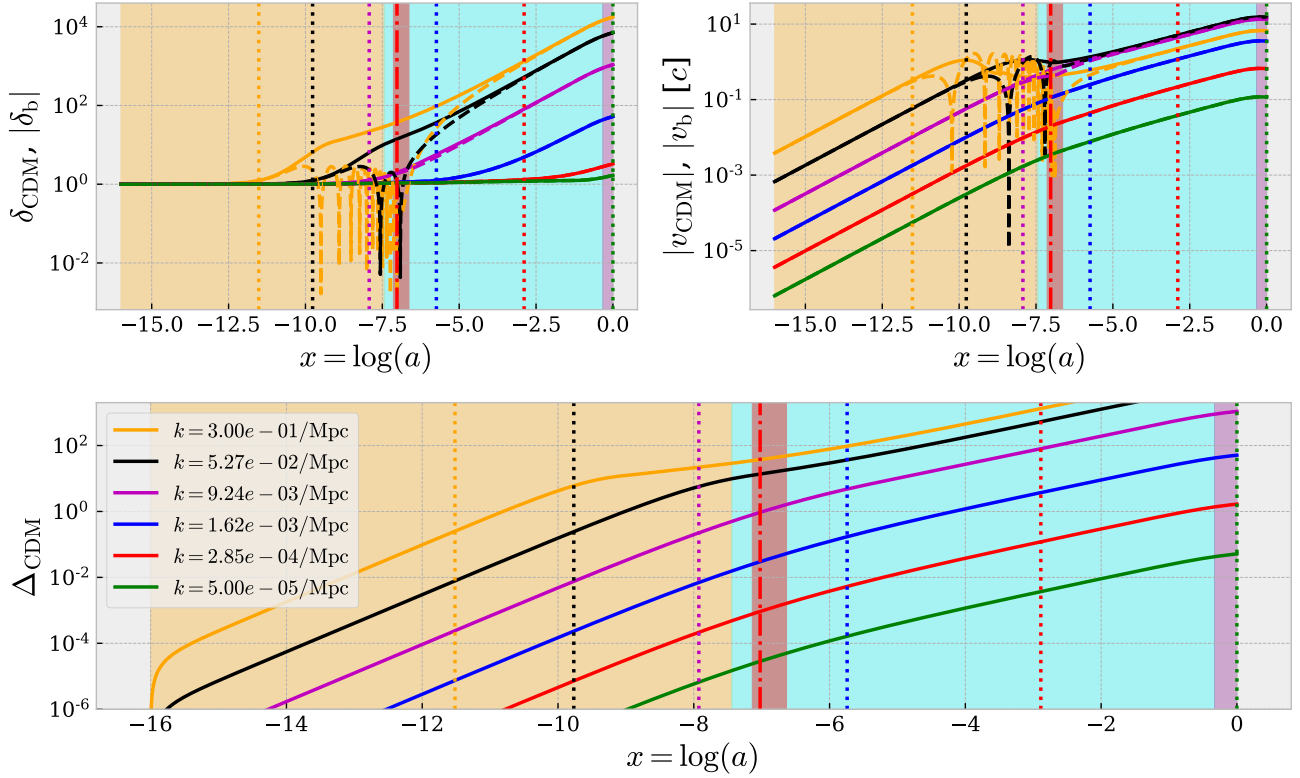 δ_CDM, |δ_b|
10^4
10^2
10^0
10^−2
−15.0 −12.5 −10.0 −7.5 −5.0 −2.5 0.0
x = log(a)
|v_CDM|, |v_b| [c]
10^1
10^−1
10^−3
10^−5
−15.0 −12.5 −10.0 −7.5 −5.0 −2.5 0.0
x = log(a)
Δ_CDM
10^2
10^0
10^−2
10^−4
10^−6
k = 3.00e − 01/Mpc
k = 5.27e − 02/Mpc
k = 9.24e − 03/Mpc
k = 1.62e − 03/Mpc
k = 2.85e − 04/Mpc
k = 5.00e − 05/Mpc
−16 −14 −12 −10 −8 −6 −4 −2 0
x = log(a)